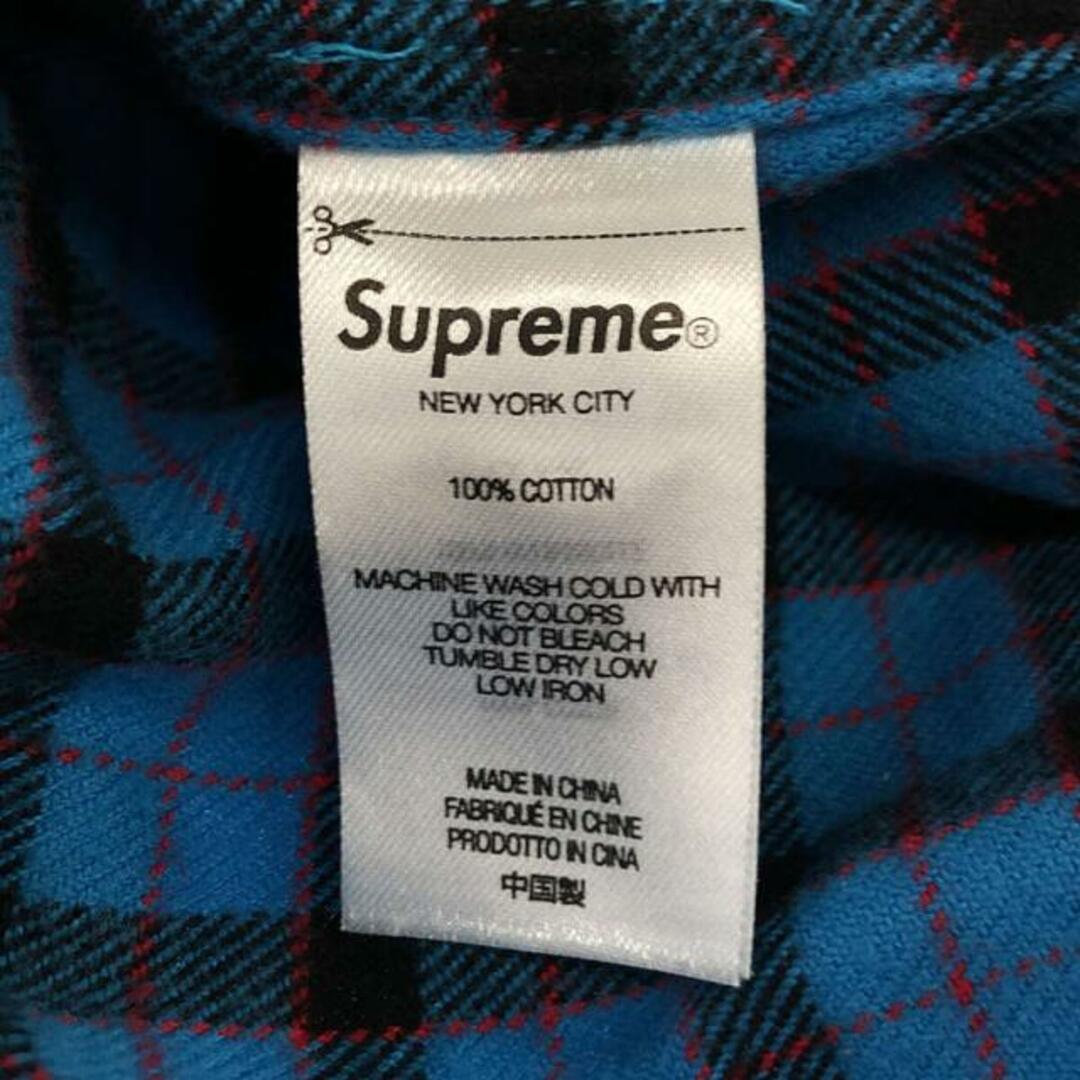 Supreme®
NEW YORK CITY
100% COTTON
MACHINE WASH COLD WITH
LIKE COLORS
DO NOT BLEACH
TUMBLE DRY LOW
LOW IRON
MADE IN CHINA
FABRIQUÉ EN CHINE
PRODOTTO IN CINA
中国製